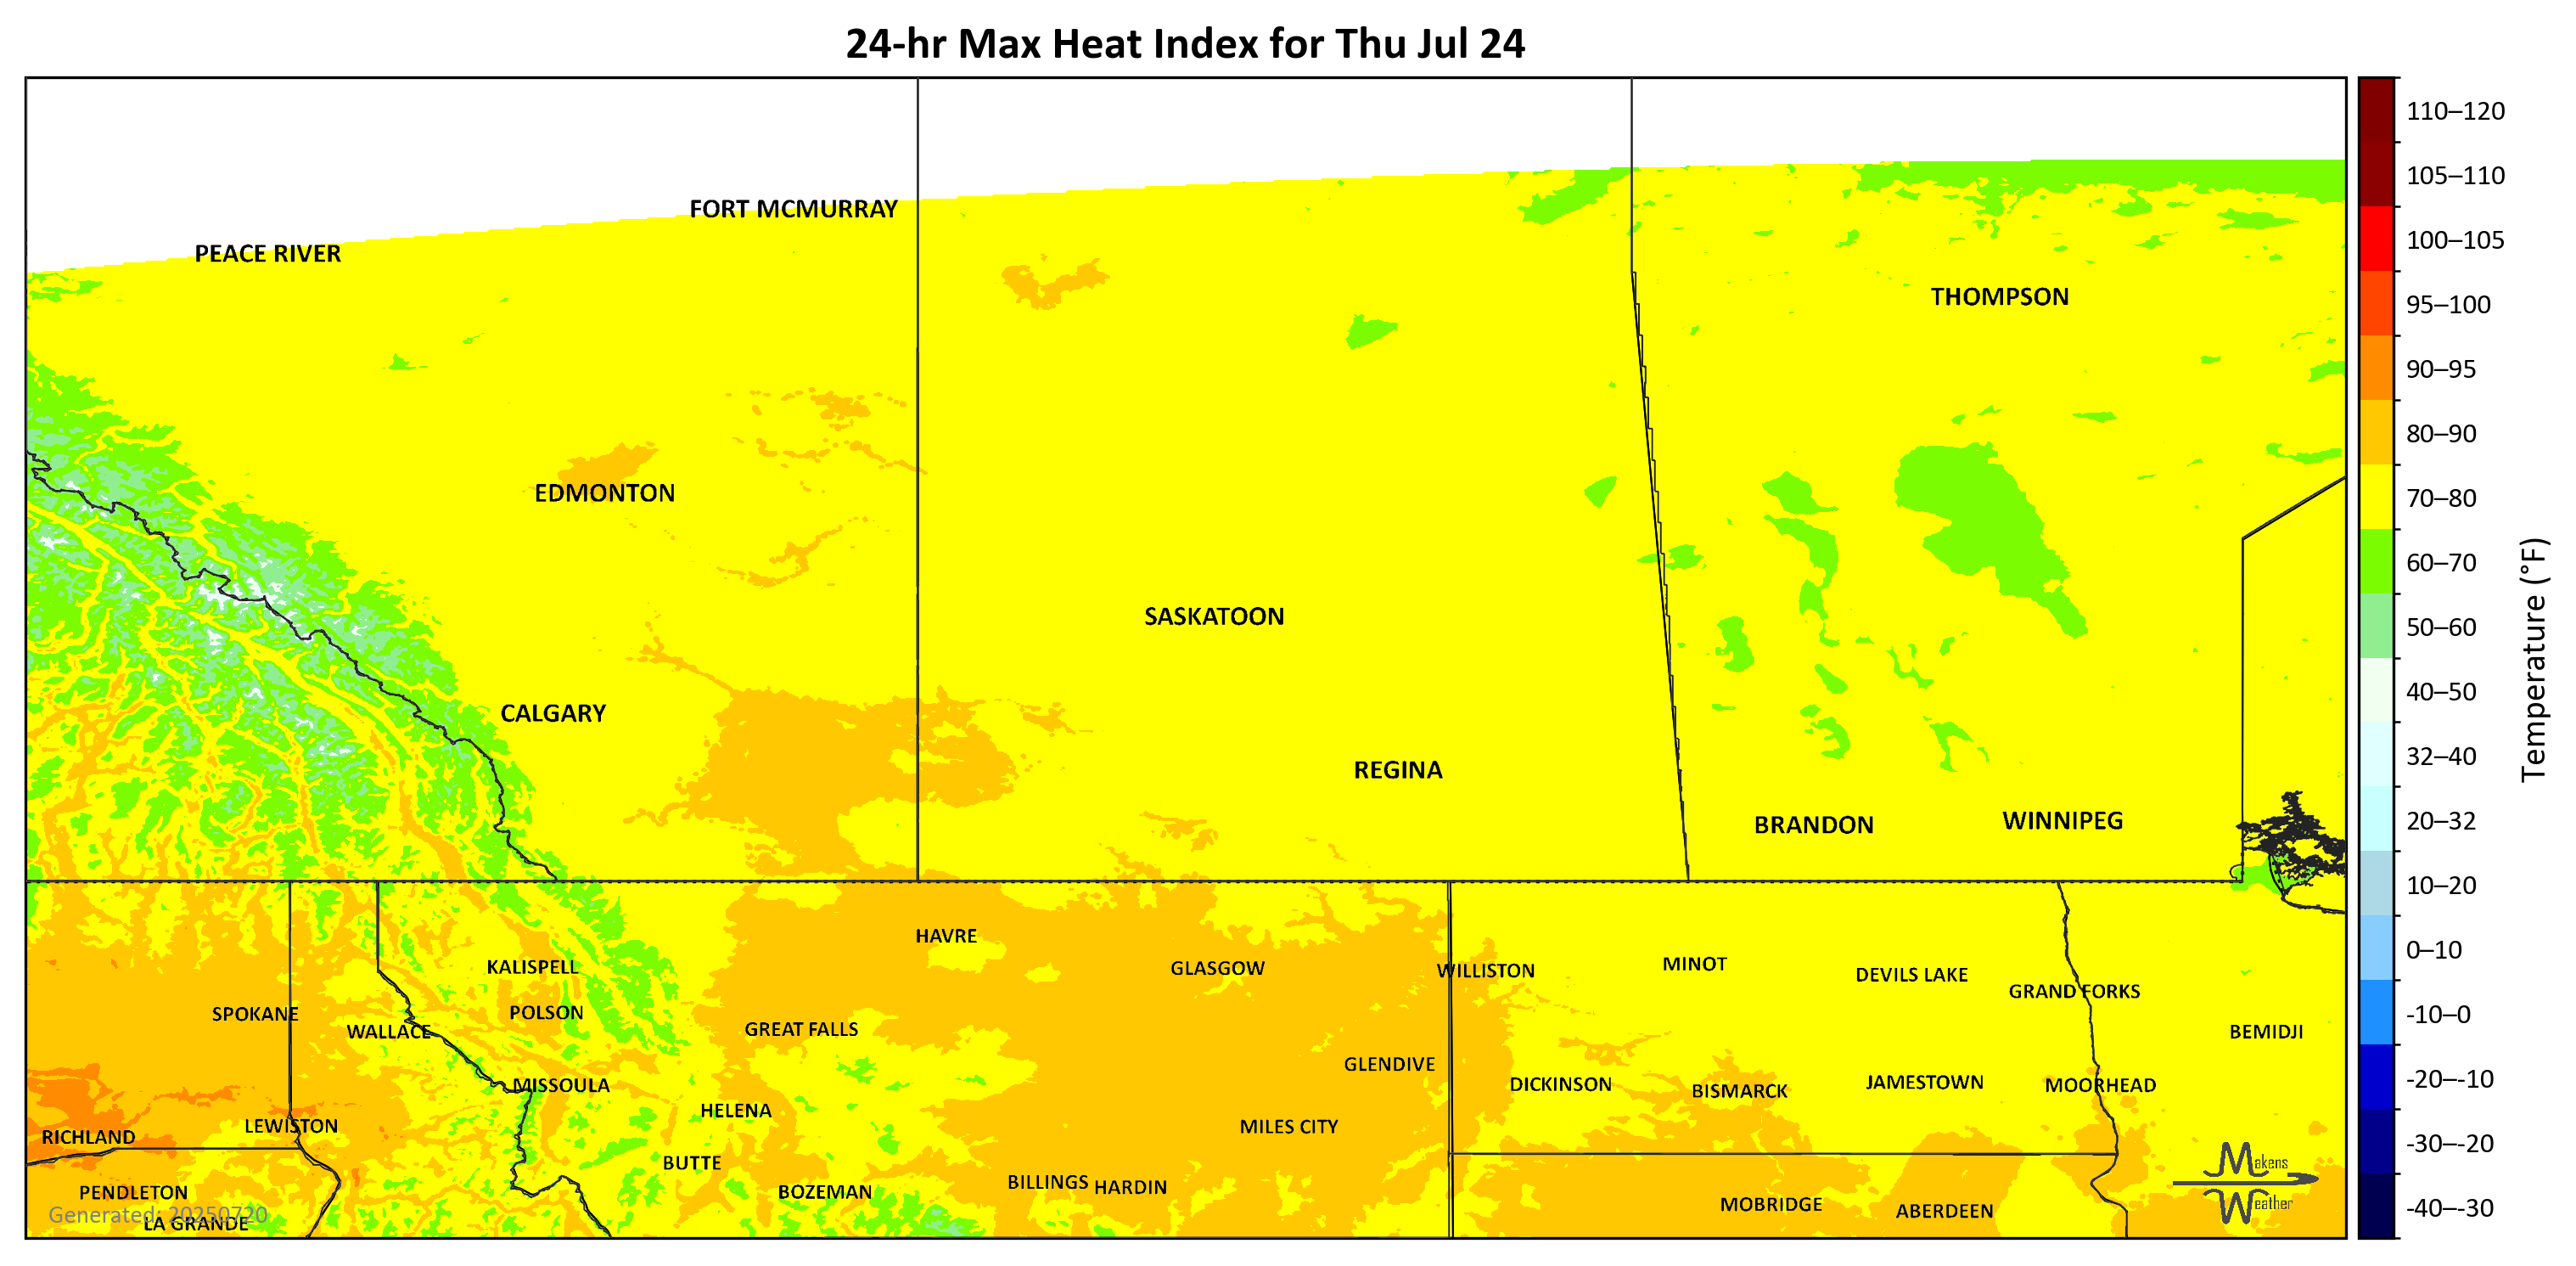 24-hr Max Heat Index for Thu Jul 24
FORT MCMURRAY
PEACE RIVER
THOMPSON
EDMONTON
SASKATOON
CALGARY
REGINA
BRANDON
WINNIPEG
HAVRE
KALISPELL
GLASGOW
WILLISTON
MINOT
DEVILS LAKE
GRAND FORKS
SPOKANE
POLSON
WALLACE
GREAT FALLS
BEMIDJI
GLENDIVE
MISSOULA
DICKINSON
BISMARCK
JAMESTOWN
MOORHEAD
HELENA
LEWISTON
MILES CITY
RICHLAND
BUTTE
BILLINGS
HARDIN
PENDLETON
BOZEMAN
MOBRIDGE
ABERDEEN
Generated: 20250720
LA GRANDE
Makens
Weather
110–120
105–110
100–105
95–100
90–95
80–90
70–80
60–70
50–60
40–50
32–40
20–32
10–20
0–10
-10–0
-20–-10
-30–-20
-40–-30
Temperature (°F)